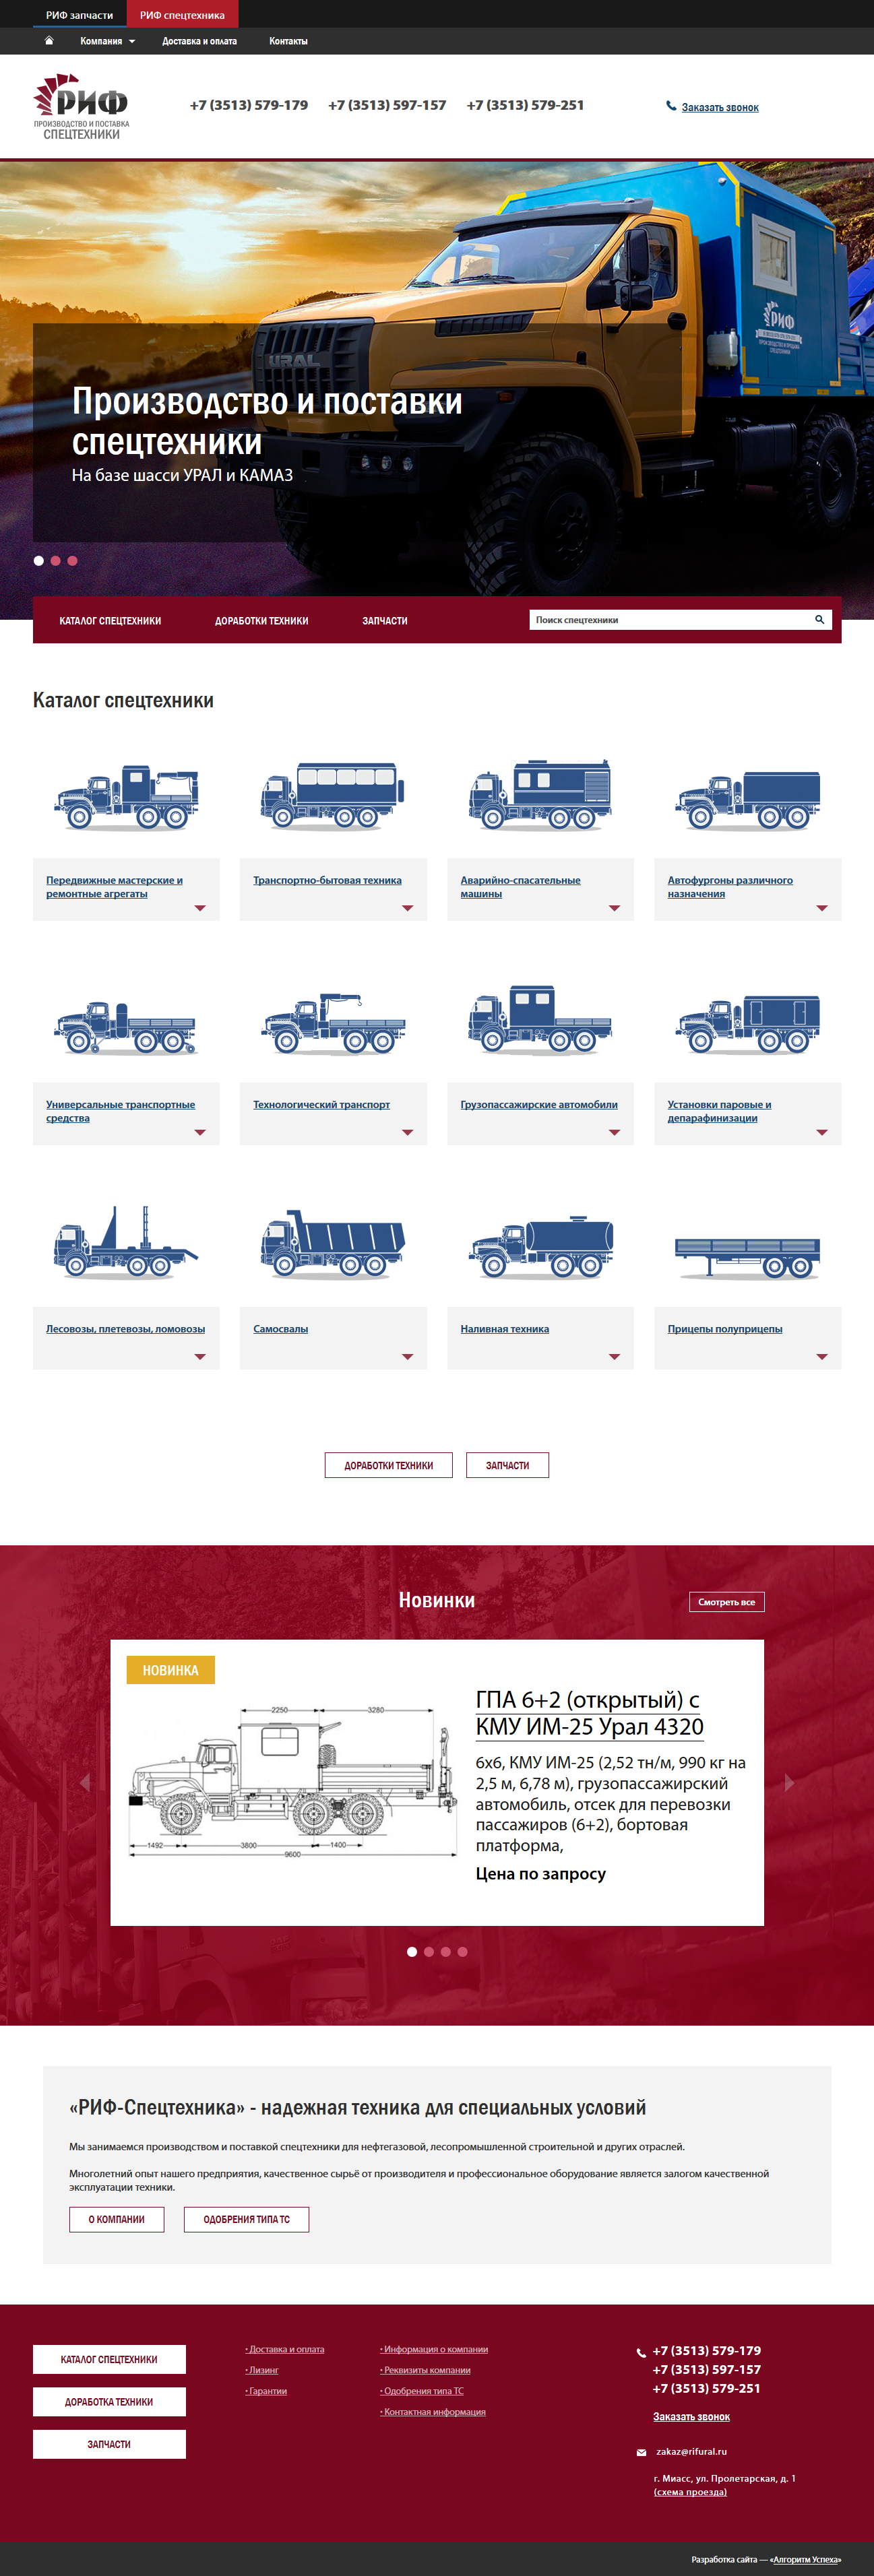 РИФ запчасти
РИФ спецтехника
Компания
Доставка и оплата
Контакты
РИФ
ПРОИЗВОДСТВО И ПОСТАВКА
СПЕЦТЕХНИКИ
+7 (3513) 579-179
+7 (3513) 597-157
+7 (3513) 579-251
Заказать звонок
URAL
РИФ
Производство и поставки
спецтехники
На базе шасси УРАЛ и КАМАЗ
КАТАЛОГ СПЕЦТЕХНИКИ
ДОРАБОТКИ ТЕХНИКИ
ЗАПЧАСТИ
Поиск спецтехники
Каталог спецтехники
Передвижные мастерские и
ремонтные агрегаты
Транспортно-бытовая техника
Аварийно-спасательные
машины
Автофургоны различного
назначения
Универсальные транспортные
средства
Технологический транспорт
Грузопассажирские автомобили
Установки паровые и
депарафинизации
Лесовозы, плетевозы, ломовозы
Самосвалы
Наливная техника
Прицепы полуприцепы
ДОРАБОТКИ ТЕХНИКИ
ЗАПЧАСТИ
Новинки
Смотреть все
НОВИНКА
2250
3280
1492
3800
1400
9600
ГПА 6+2 (открытый) с
КМУ ИМ-25 Урал 4320
6х6, КМУ ИМ-25 (2,52 тн/м, 990 кг на
2,5 м, 6,78 м), грузопассажирский
автомобиль, отсек для перевозки
пассажиров (6+2), бортовая
платформа,
Цена по запросу
«РИФ-Спецтехника» - надежная техника для специальных условий
Мы занимаемся производством и поставкой спецтехники для нефтегазовой, лесопромышленной строительной и других отраслей.
Многолетний опыт нашего предприятия, качественное сырьё от производителя и профессиональное оборудование является залогом качественной
эксплуатации техники.
О КОМПАНИИ
ОДОБРЕНИЯ ТИПА ТС
КАТАЛОГ СПЕЦТЕХНИКИ
ДОРАБОТКА ТЕХНИКИ
ЗАПЧАСТИ
• Доставка и оплата
• Лизинг
• Гарантии
• Информация о компании
• Реквизиты компании
• Одобрения типа ТС
• Контактная информация
+7 (3513) 579-179
+7 (3513) 597-157
+7 (3513) 579-251
Заказать звонок
zakaz@rifural.ru
г. Миасс, ул. Пролетарская, д. 1
(схема проезда)
Разработка сайта — «Алгоритм Успеха»